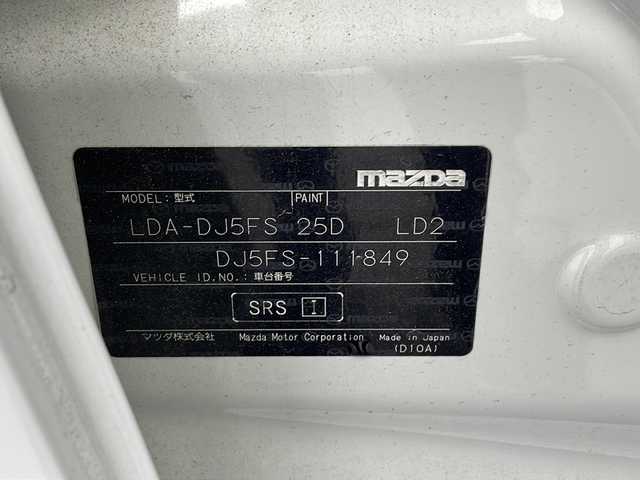 mazda
MODEL:型式 PAINT
LDA-DJ5FS 25D LD2
DJ5FS-111849
VEHICLE ID.NO.:車台番号
SRS I
マツダ株式会社 Mazda Motor Corporation Made in Japan
(D10A)